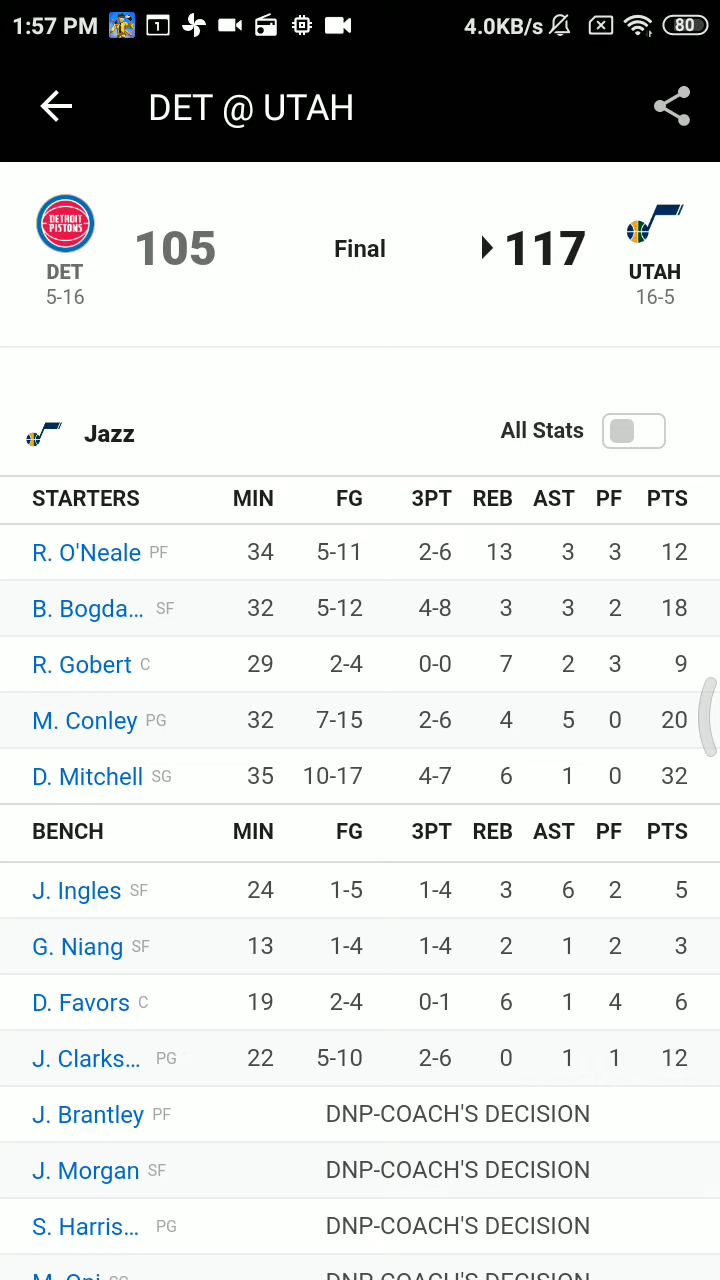 1:57 PM 1 4.0KB/s 80
DET @ UTAH
DETROIT
PISTONS
DET
5-16
105
Final
117
UTAH
16-5
Jazz All Stats
STARTERS MIN FG 3PT REB AST PF PTS
R. O'Neale PF 34 5-11 2-6 13 3 3 12
B. Bogda... SF 32 5-12 4-8 3 3 2 18
R. Gobert C 29 2-4 0-0 7 2 3 9
M. Conley PG 32 7-15 2-6 4 5 0 20
D. Mitchell SG 35 10-17 4-7 6 1 0 32
BENCH MIN FG 3PT REB AST PF PTS
J. Ingles SF 24 1-5 1-4 3 6 2 5
G. Niang SF 13 1-4 1-4 2 1 2 3
D. Favors C 19 2-4 0-1 6 1 4 6
J. Clarks... PG 22 5-10 2-6 0 1 1 12
J. Brantley PF DNP-COACH'S DECISION
J. Morgan SF DNP-COACH'S DECISION
S. Harris... PG DNP-COACH'S DECISION
M. Oni SG DNP-COACH'S DECISION